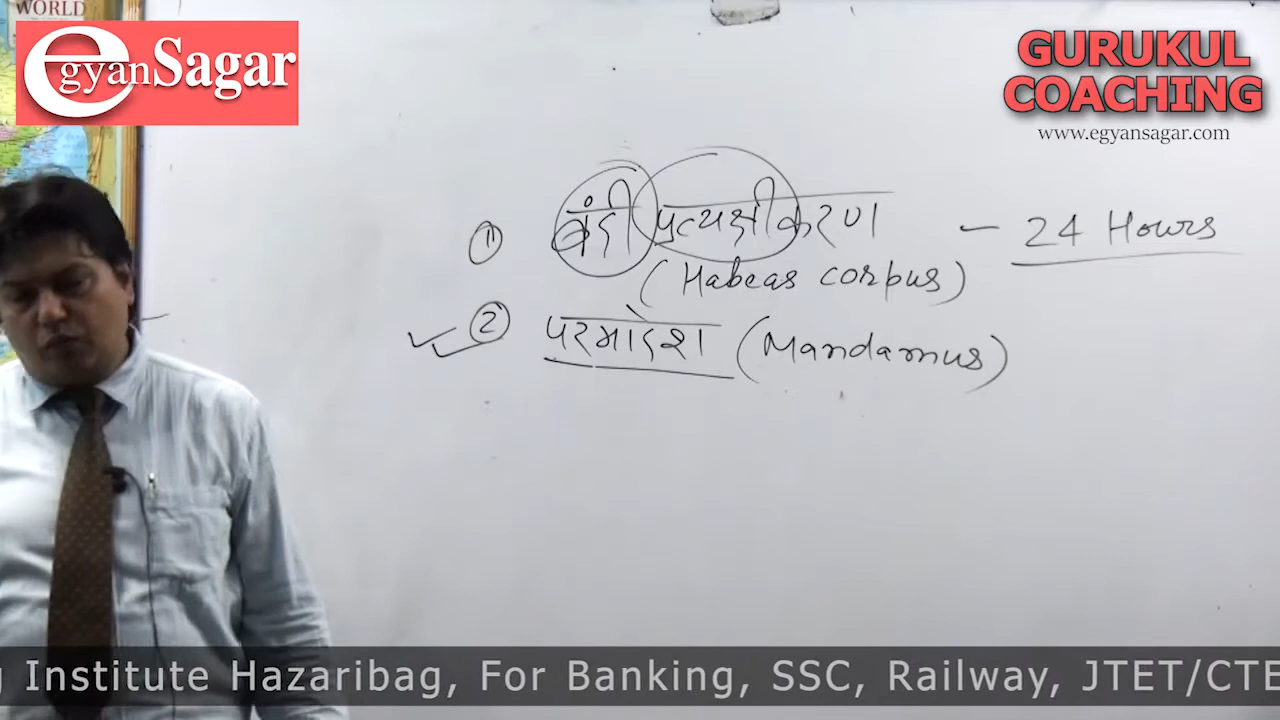 WORLD
egyanSagar
GURUKUL
COACHING
www.egyansagar.com
① बंदी प्रत्यक्षीकरण - 24 Hours
(Habeas corpus)
② परमादेश (Mandamus)
Institute Hazaribag, For Banking, SSC, Railway, JTET/CTE